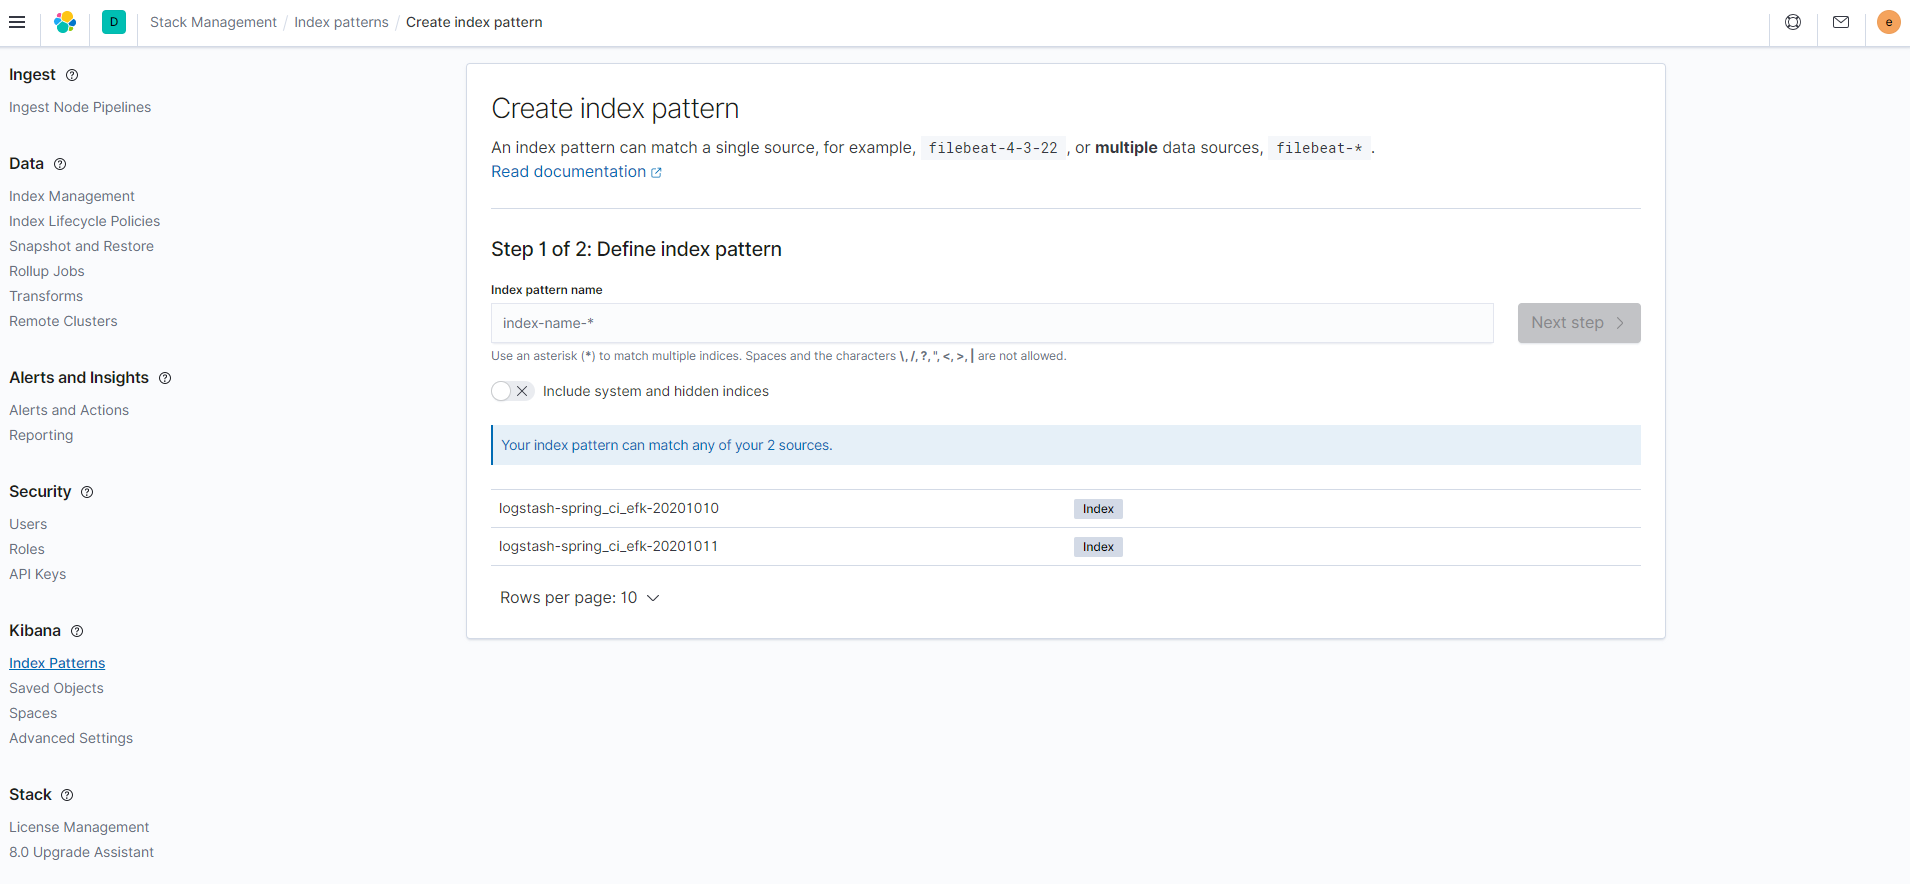 D Stack Management / Index patterns / Create index pattern e
Ingest
Ingest Node Pipelines
Data
Index Management
Index Lifecycle Policies
Snapshot and Restore
Rollup Jobs
Transforms
Remote Clusters
Alerts and Insights
Alerts and Actions
Reporting
Security
Users
Roles
API Keys
Kibana
Index Patterns
Saved Objects
Spaces
Advanced Settings
Stack
License Management
8.0 Upgrade Assistant
Create index pattern
An index pattern can match a single source, for example, filebeat-4-3-22 , or multiple data sources, filebeat-* .
Read documentation
Step 1 of 2: Define index pattern
Index pattern name
index-name-*
Next step
Use an asterisk (*) to match multiple indices. Spaces and the characters \, /, ?, ", <, >, | are not allowed.
Include system and hidden indices
Your index pattern can match any of your 2 sources.
logstash-spring_ci_efk-20201010 Index
logstash-spring_ci_efk-20201011 Index
Rows per page: 10